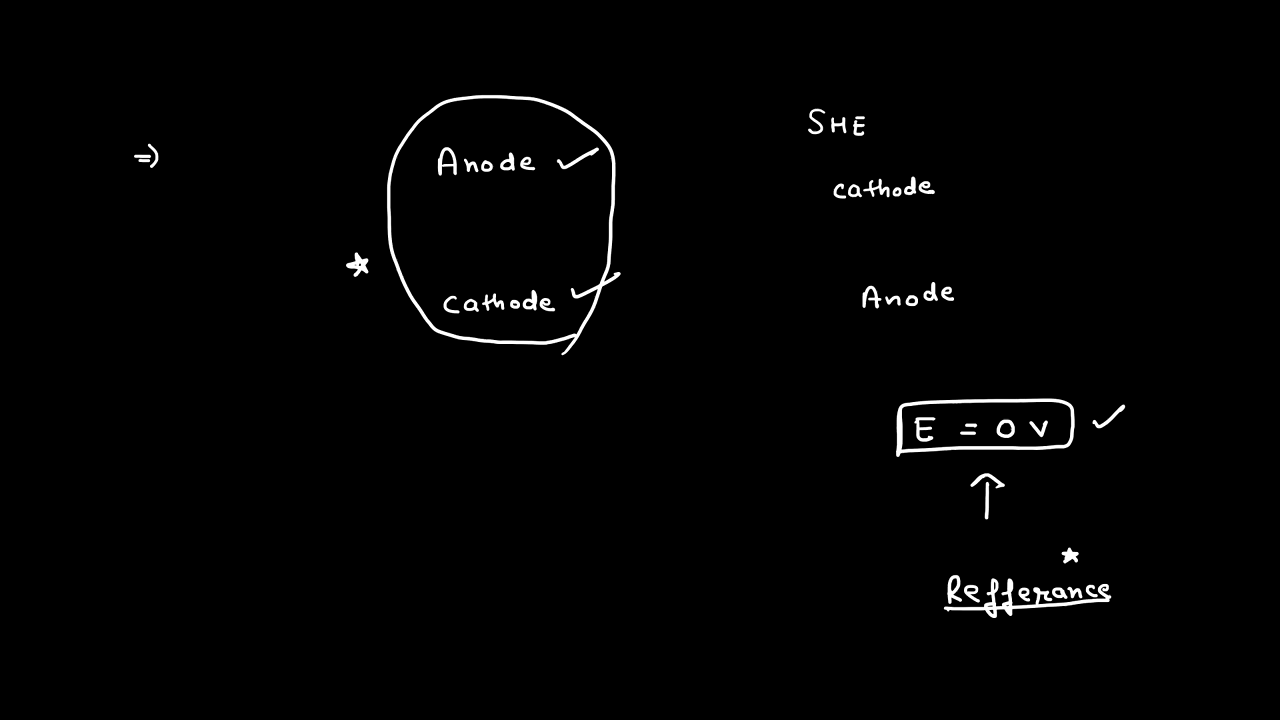 ⇒
Anode ✓
★
Cathode ✓
SHE
Cathode
Anode
E = 0 V ✓
↑
★
Refferance